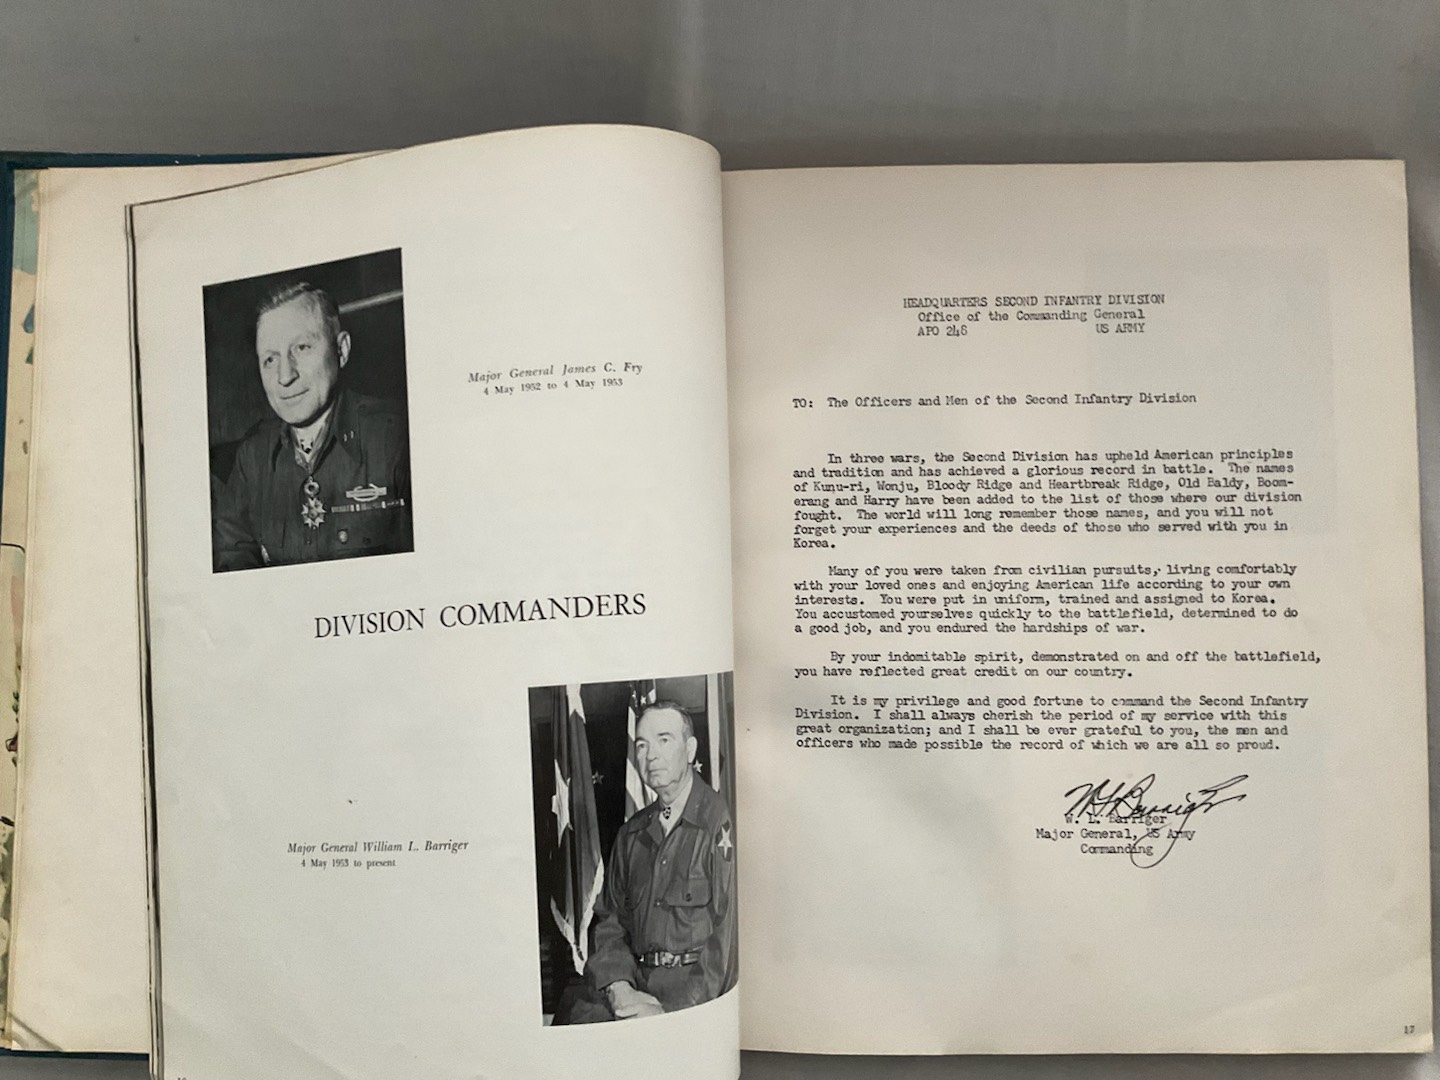 Major General James C. Fry
4 May 1952 to 4 May 1953
DIVISION COMMANDERS
Major General William L. Barriger
4 May 1953 to present
HEADQUARTERS SECOND INFANTRY DIVISION
Office of the Commanding General
APO 248 US ARMY
TO: The Officers and Men of the Second Infantry Division
In three wars, the Second Division has upheld American principles
and tradition and has achieved a glorious record in battle. The names
of Kunu-ri, Wonju, Bloody Ridge and Heartbreak Ridge, Old Baldy, Boom-
erang and Harry have been added to the list of those where our division
fought. The world will long remember those names, and you will not
forget your experiences and the deeds of those who served with you in
Korea.
Many of you were taken from civilian pursuits, living comfortably
with your loved ones and enjoying American life according to your own
interests. You were put in uniform, trained and assigned to Korea.
You accustomed yourselves quickly to the battlefield, determined to do
a good job, and you endured the hardships of war.
By your indomitable spirit, demonstrated on and off the battlefield,
you have reflected great credit on our country.
It is my privilege and good fortune to command the Second Infantry
Division. I shall always cherish the period of my service with this
great organization; and I shall be ever grateful to you, the men and
officers who made possible the record of which we are all so proud.
W L Barriger
W. L. Barriger
Major General, US Army
Commanding
17